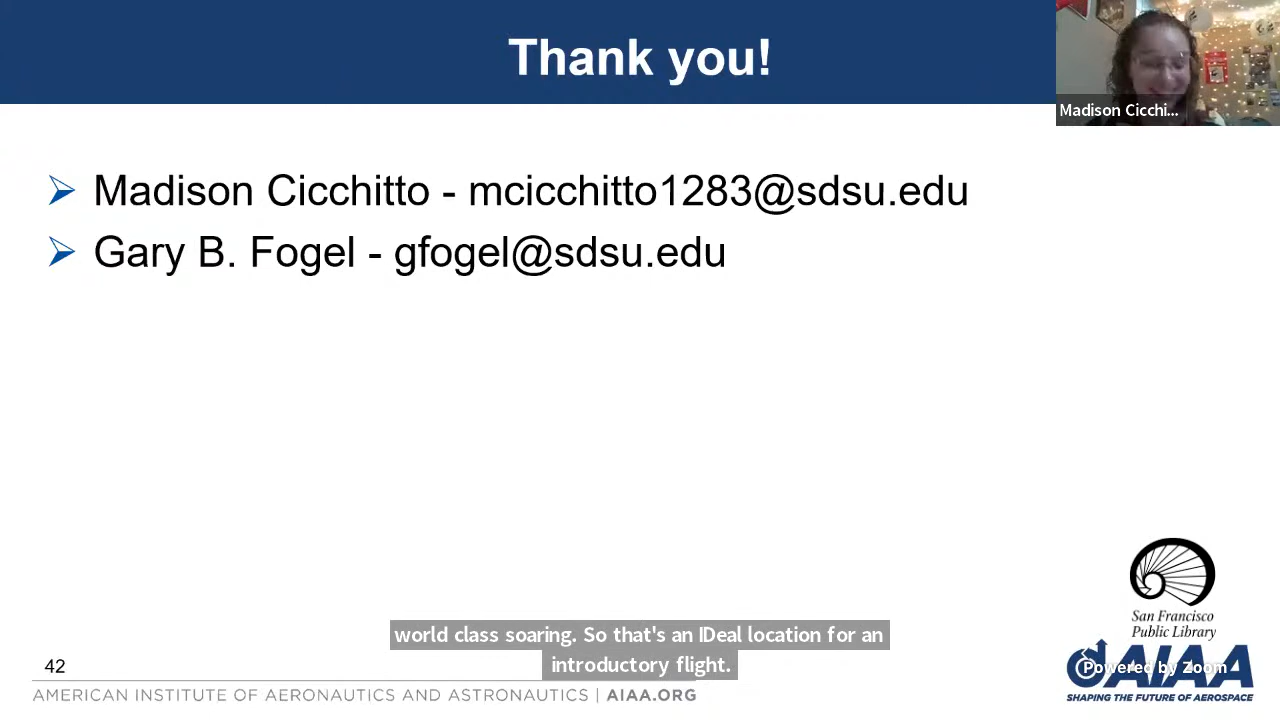 Thank you!
Madison Cicchi...
Madison Cicchitto - mcicchitto1283@sdsu.edu
Gary B. Fogel - gfogel@sdsu.edu
San Francisco
Public Library
world class soaring. So that's an IDeal location for an
introductory flight.
42
AIAA
Powered by Zoom
AMERICAN INSTITUTE OF AERONAUTICS AND ASTRONAUTICS | AIAA.ORG
SHAPING THE FUTURE OF AEROSPACE